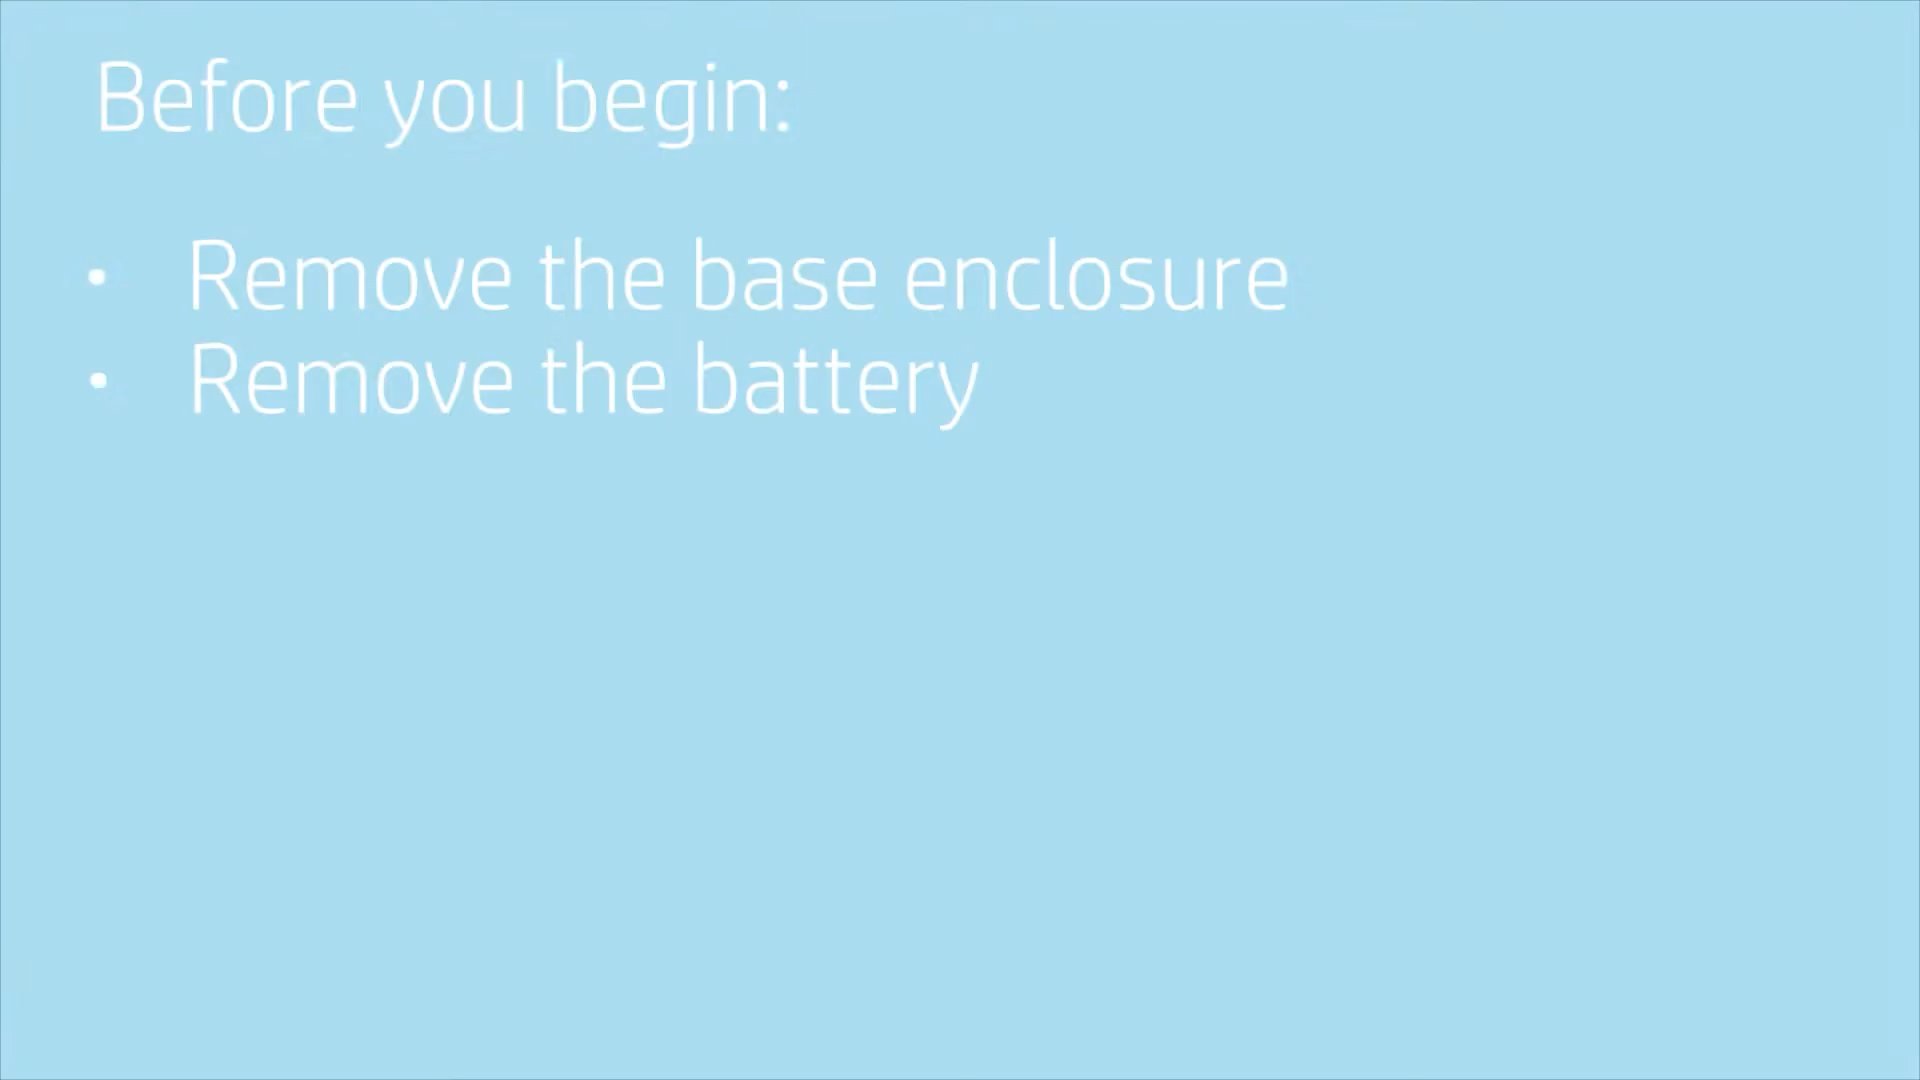 Before you begin:
• Remove the base enclosure
• Remove the battery